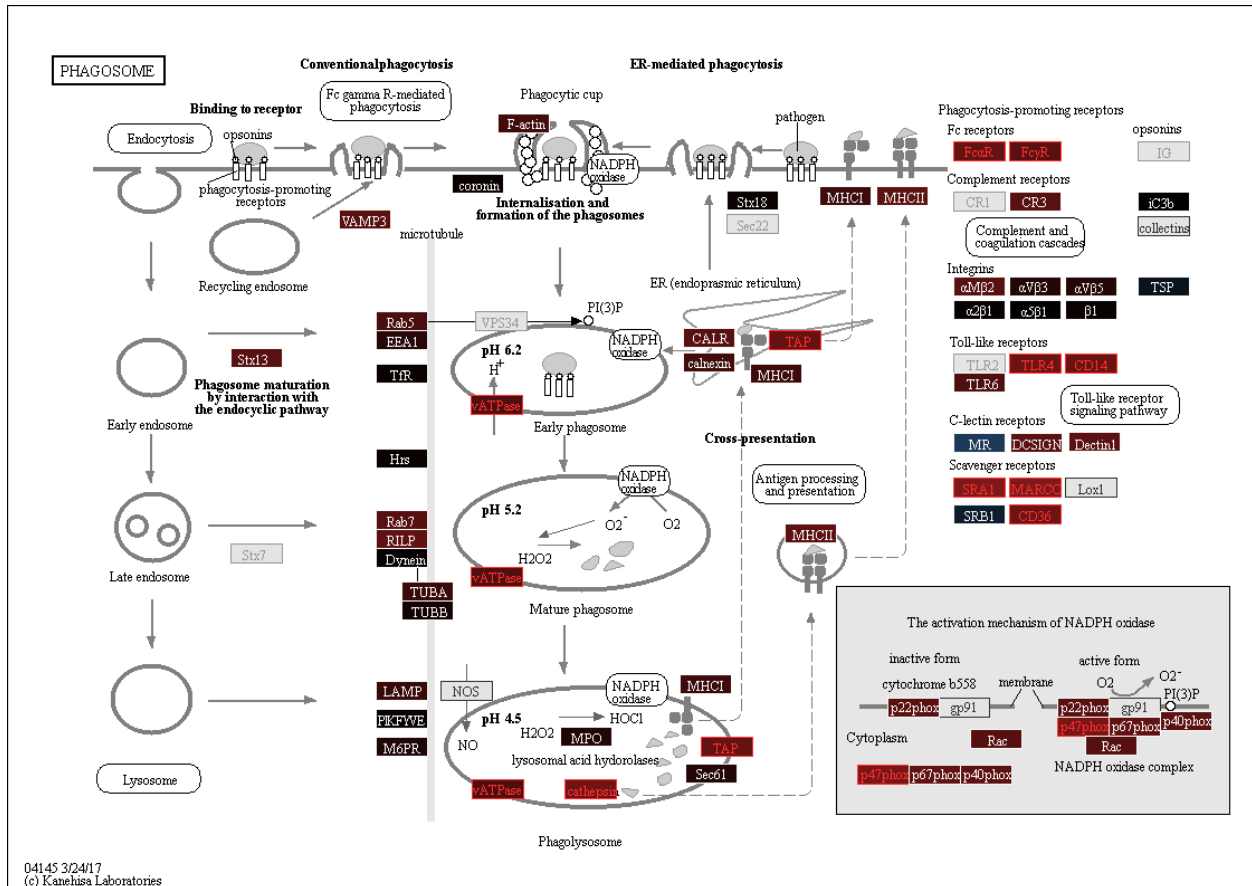 PHAGOSOME
Conventionalphagocytosis
ER-mediated phagocytosis
Endocytosis
Binding to receptor
opsonins
Fc gamma R-mediated
phagocytosis
Phagocytic cup
F-actin
NADPH
oxidase
pathogen
phagocytosis-promoting
receptors
VAMP3
coronin
Internalisation and
formation of the phagosomes
Stx18
Sec22
MHCI
MHCII
Phagocytosis-promoting receptors
opsonins
Fc receptors
FcαR
FcγR
IG
Complement receptors
CR1
CR3
iC3b
Complement and
coagulation cascades
collectins
Integrins
αMβ2
αVβ3
αVβ5
TSP
α2β1
α5β1
β1
Toll-like receptors
TLR2
TLR4
CD14
TLR6
Toll-like receptor
signaling pathway
C-lectin receptors
MR
DCSIGN
Dectin1
Scavenger receptors
SRA1
MARCO
Lox1
SRB1
CD36
microtubule
Recycling endosome
ER (endoprasmic reticulum)
Rab5
EEA1
VPS34
PI(3)P
NADPH
oxidase
CALR
calnexin
TAP
MHCI
Stx13
Phagosome maturation
by interaction with
the endocyclic pathway
TfR
pH 6.2
H+
vATPase
Early endosome
Early phagosome
Cross-presentation
Hrs
NADPH
oxidase
pH 5.2
O2-
O2
H2O2
Antigen processing
and presentation
Rab7
RILP
Dynein
Stx7
vATPase
MHCII
Late endosome
TUBA
TUBB
Mature phagosome
LAMP
NOS
NADPH
oxidase
MHCI
PIKFYVE
pH 4.5
HOCl
H2O2
MPO
M6PR
NO
lysosomal acid hydorolases
TAP
Sec61
Lysosome
vATPase
cathepsin
Phagolysosome
The activation mechanism of NADPH oxidase
inactive form
active form
cytochrome b558
membrane
O2
O2-
PI(3)P
p22phox
gp91
p22phox
gp91
p40phox
p47phox
p67phox
Cytoplasm
Rac
Rac
NADPH oxidase complex
p47phox
p67phox
p40phox
04145 3/24/17
(c) Kanehisa Laboratories